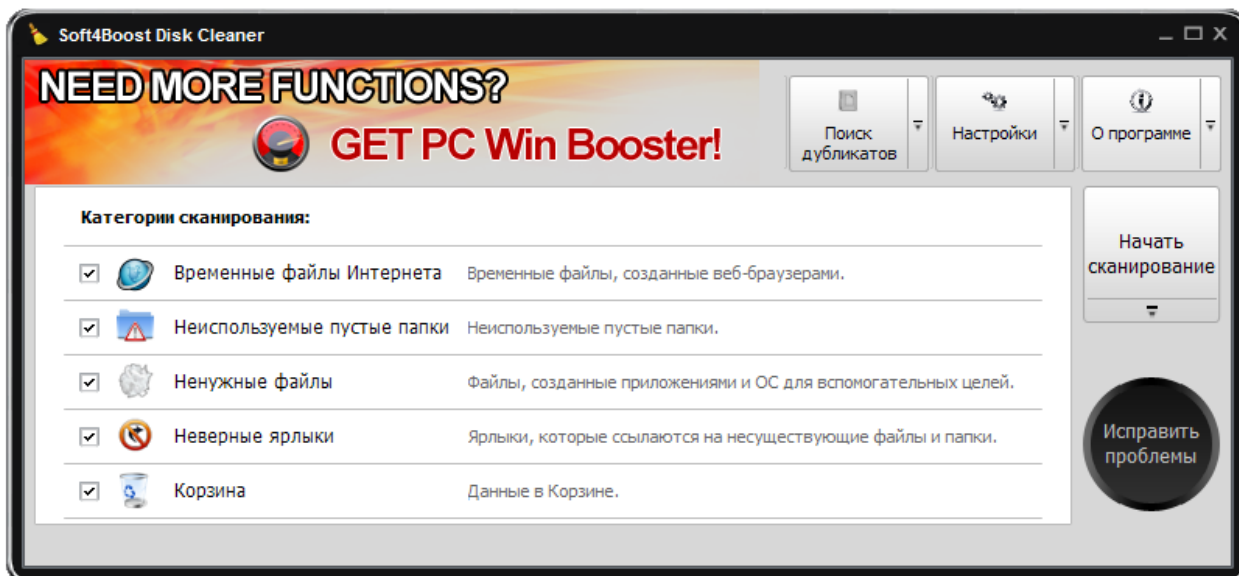 Soft4Boost Disk Cleaner
NEED MORE FUNCTIONS?
GET PC Win Booster!
Поиск
дубликатов
Настройки
О программе
Категории сканирования:
Временные файлы Интернета Временные файлы, созданные веб-браузерами.
Неиспользуемые пустые папки Неиспользуемые пустые папки.
Ненужные файлы Файлы, созданные приложениями и ОС для вспомогательных целей.
Неверные ярлыки Ярлыки, которые ссылаются на несуществующие файлы и папки.
Корзина Данные в Корзине.
Начать
сканирование
Исправить
проблемы